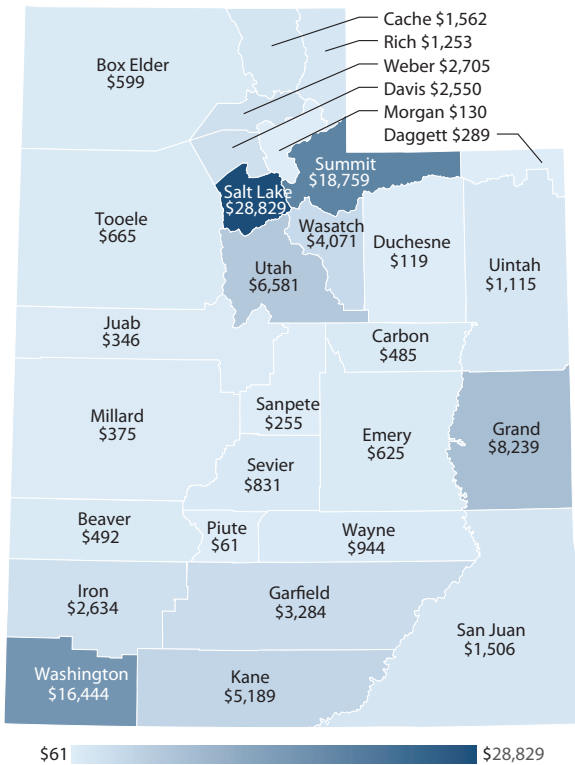 Cache $1,562
Rich $1,253
Weber $2,705
Davis $2,550
Morgan $130
Daggett $289
Box Elder
$599
Summit
$18,759
Salt Lake
$28,829
Tooele
$665
Wasatch
$4,071
Duchesne
$119
Uintah
$1,115
Utah
$6,581
Juab
$346
Carbon
$485
Millard
$375
Sanpete
$255
Emery
$625
Grand
$8,239
Sevier
$831
Beaver
$492
Piute
$61
Wayne
$944
Iron
$2,634
Garfield
$3,284
San Juan
$1,506
Washington
$16,444
Kane
$5,189
$61
$28,829